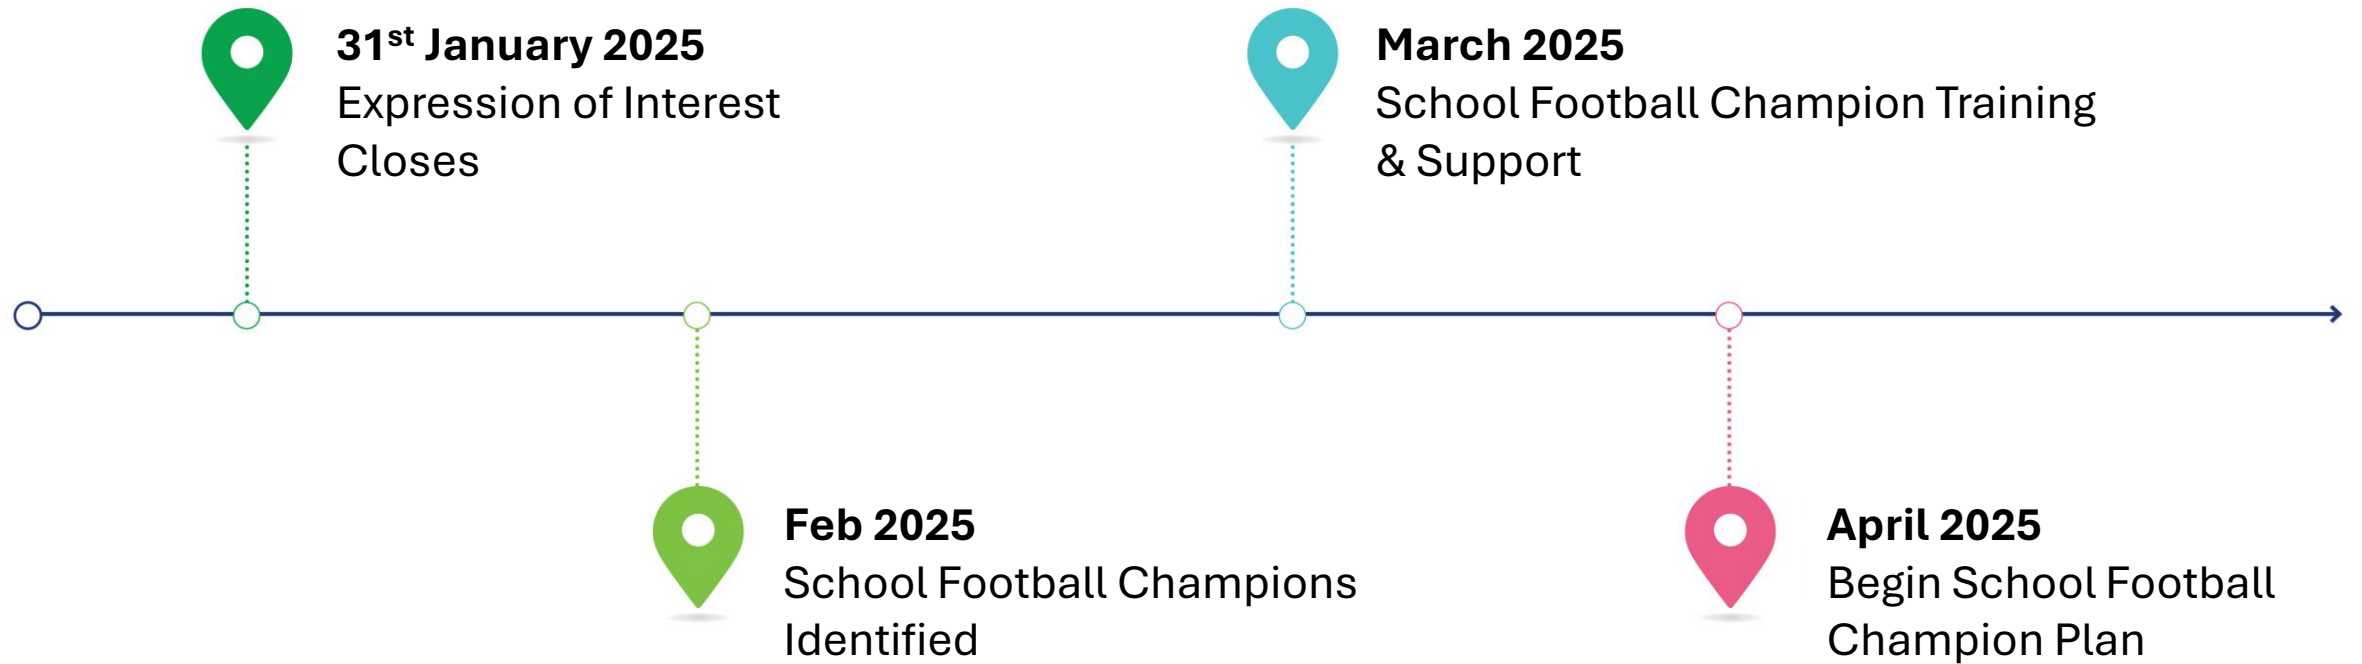 31st January 2025
Expression of Interest
Closes
March 2025
School Football Champion Training
& Support
Feb 2025
School Football Champions
Identified
April 2025
Begin School Football
Champion Plan